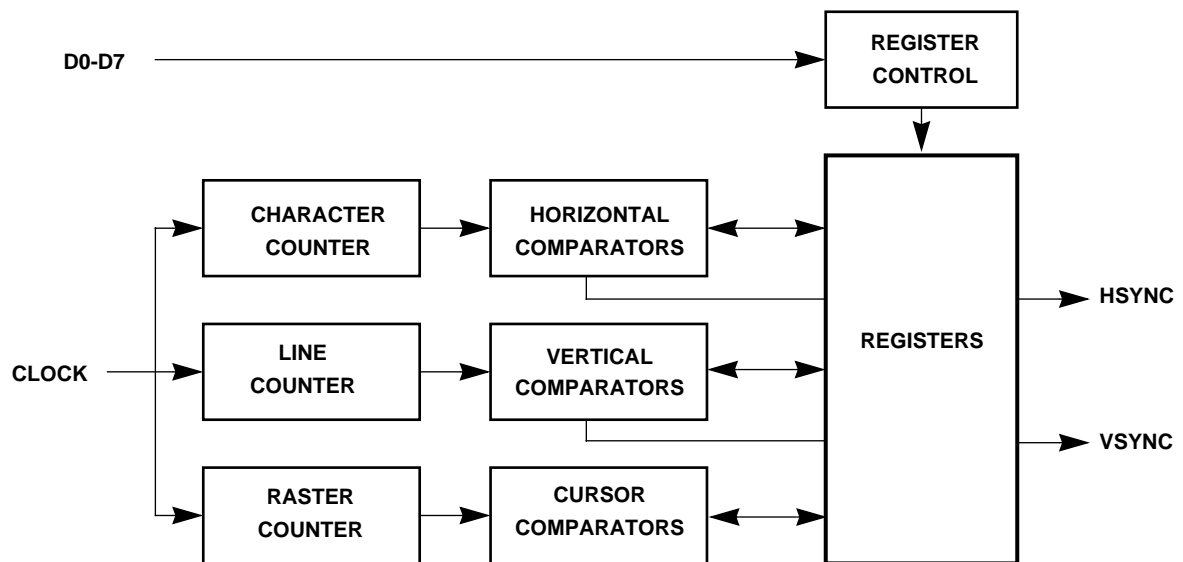 REGISTER
CONTROL
D0-D7
CHARACTER
COUNTER
HORIZONTAL
COMPARATORS
HSYNC
LINE
COUNTER
VERTICAL
COMPARATORS
REGISTERS
CLOCK
VSYNC
RASTER
COUNTER
CURSOR
COMPARATORS